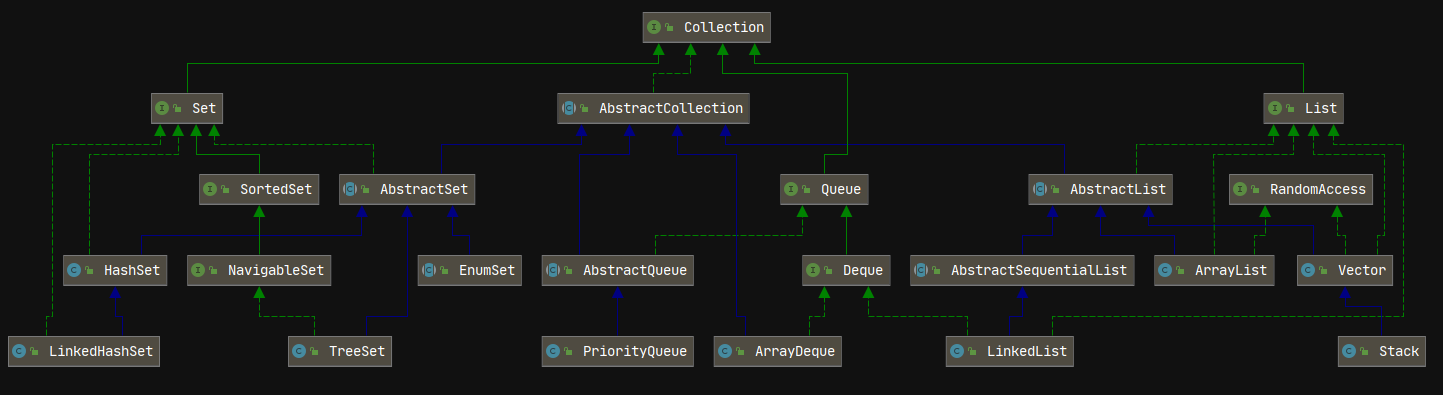 Collection
Set
AbstractCollection
List
SortedSet
AbstractSet
Queue
AbstractList
RandomAccess
HashSet
NavigableSet
EnumSet
AbstractQueue
Deque
AbstractSequentialList
ArrayList
Vector
LinkedHashSet
TreeSet
PriorityQueue
ArrayDeque
LinkedList
Stack